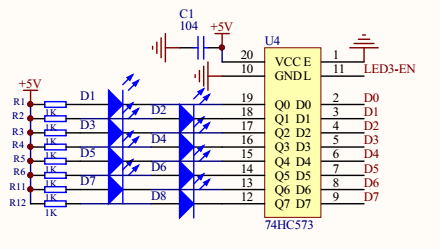 C1
104
+5V
U4
20 VCC E 1
10 GND L 11 LED3-EN
+5V
R1 D1 19 Q0 D0 2 D0
1K
R2 D2 18 Q1 D1 3 D1
1K
R3 D3 17 Q2 D2 4 D2
1K
R4 D4 16 Q3 D3 5 D3
1K
R5 D5 15 Q4 D4 6 D4
1K
R6 D6 14 Q5 D5 7 D5
1K
R11 D7 13 Q6 D6 8 D6
1K
R12 D8 12 Q7 D7 9 D7
1K
74HC573